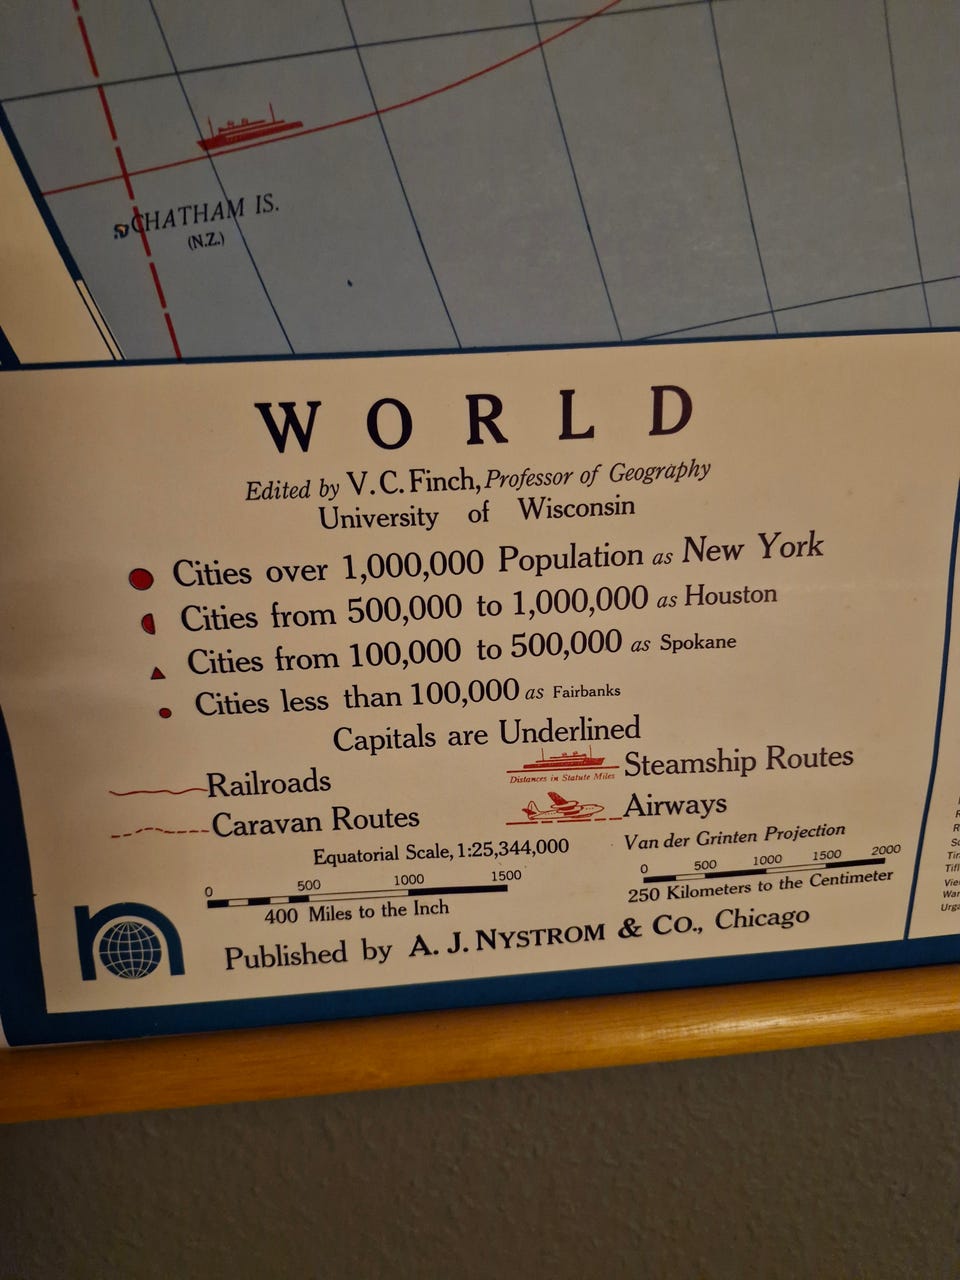 CHATHAM IS.
(N.Z.)
WORLD
Edited by V. C. Finch, Professor of Geography
University of Wisconsin
Cities over 1,000,000 Population as New York
Cities from 500,000 to 1,000,000 as Houston
Cities from 100,000 to 500,000 as Spokane
Cities less than 100,000 as Fairbanks
Capitals are Underlined
Railroads
Distances in Statute Miles
Steamship Routes
Caravan Routes
Airways
Equatorial Scale, 1:25,344,000
Van der Grinten Projection
0 500 1000 1500
0 500 1000 1500 2000
400 Miles to the Inch
250 Kilometers to the Centimeter
n
Published by A. J. NYSTROM & CO., Chicago